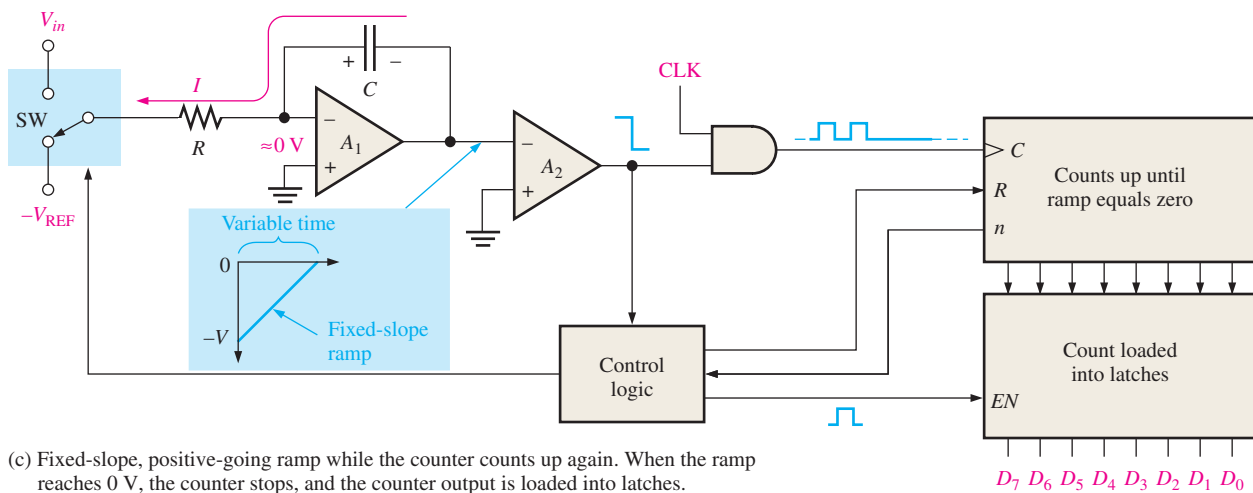 V_in
SW
-V_REF
I
R
≈0 V
+ C -
-
A_1
+
-
A_2
+
CLK
C
R
n
Counts up until
ramp equals zero
Variable time
0
-V
Fixed-slope
ramp
Control
logic
EN
Count loaded
into latches
D_7 D_6 D_5 D_4 D_3 D_2 D_1 D_0
(c) Fixed-slope, positive-going ramp while the counter counts up again. When the ramp
reaches 0 V, the counter stops, and the counter output is loaded into latches.